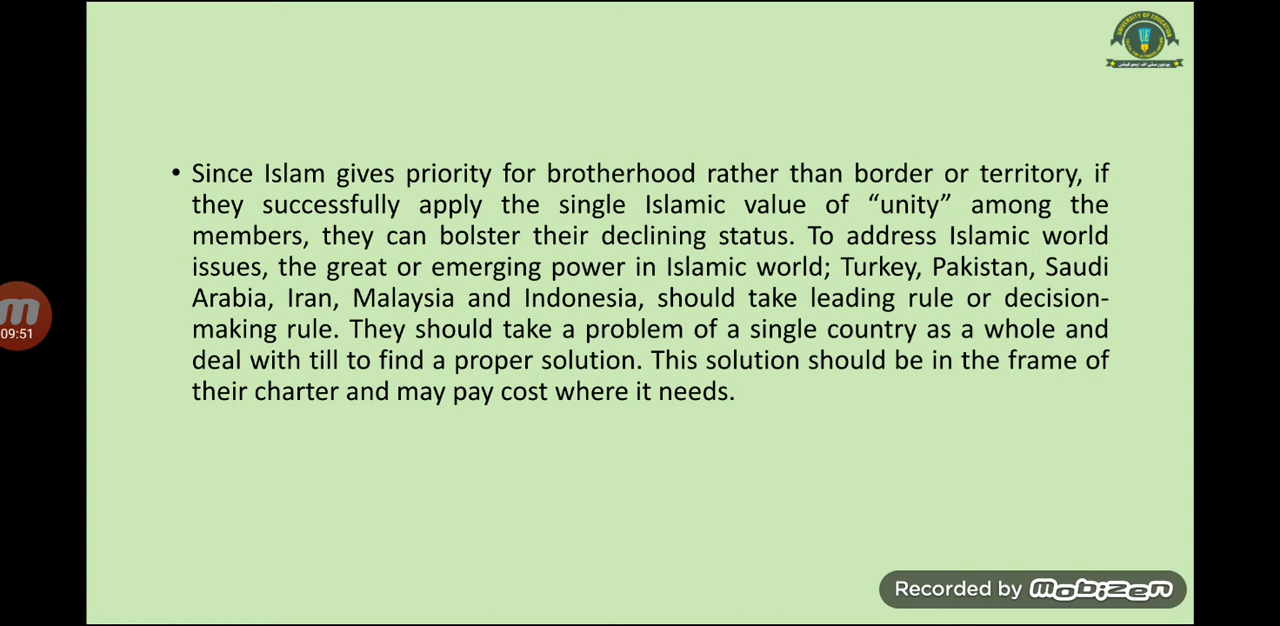 UNIVERSITY OF EDUCATION
UE
• Since Islam gives priority for brotherhood rather than border or territory, if
they successfully apply the single Islamic value of “unity” among the
members, they can bolster their declining status. To address Islamic world
issues, the great or emerging power in Islamic world; Turkey, Pakistan, Saudi
Arabia, Iran, Malaysia and Indonesia, should take leading rule or decision-
making rule. They should take a problem of a single country as a whole and
deal with till to find a proper solution. This solution should be in the frame of
their charter and may pay cost where it needs.
09:51
Recorded by mobizen